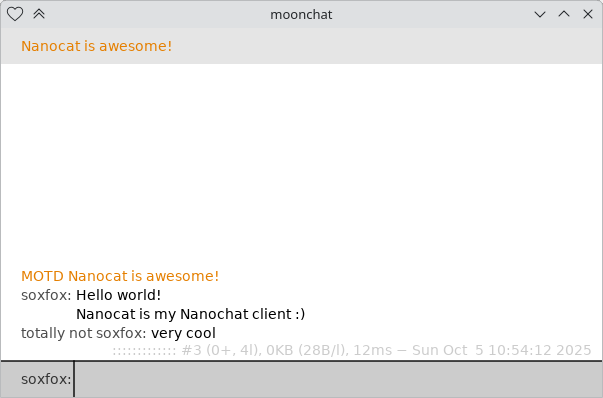 moonchat
Nanocat is awesome!
MOTD Nanocat is awesome!
soxfox: Hello world!
Nanocat is my Nanochat client :)
totally not soxfox: very cool
::::::::::::: #3 (0+, 4l), 0KB (28B/l), 12ms − Sun Oct  5 10:54:12 2025
soxfox: